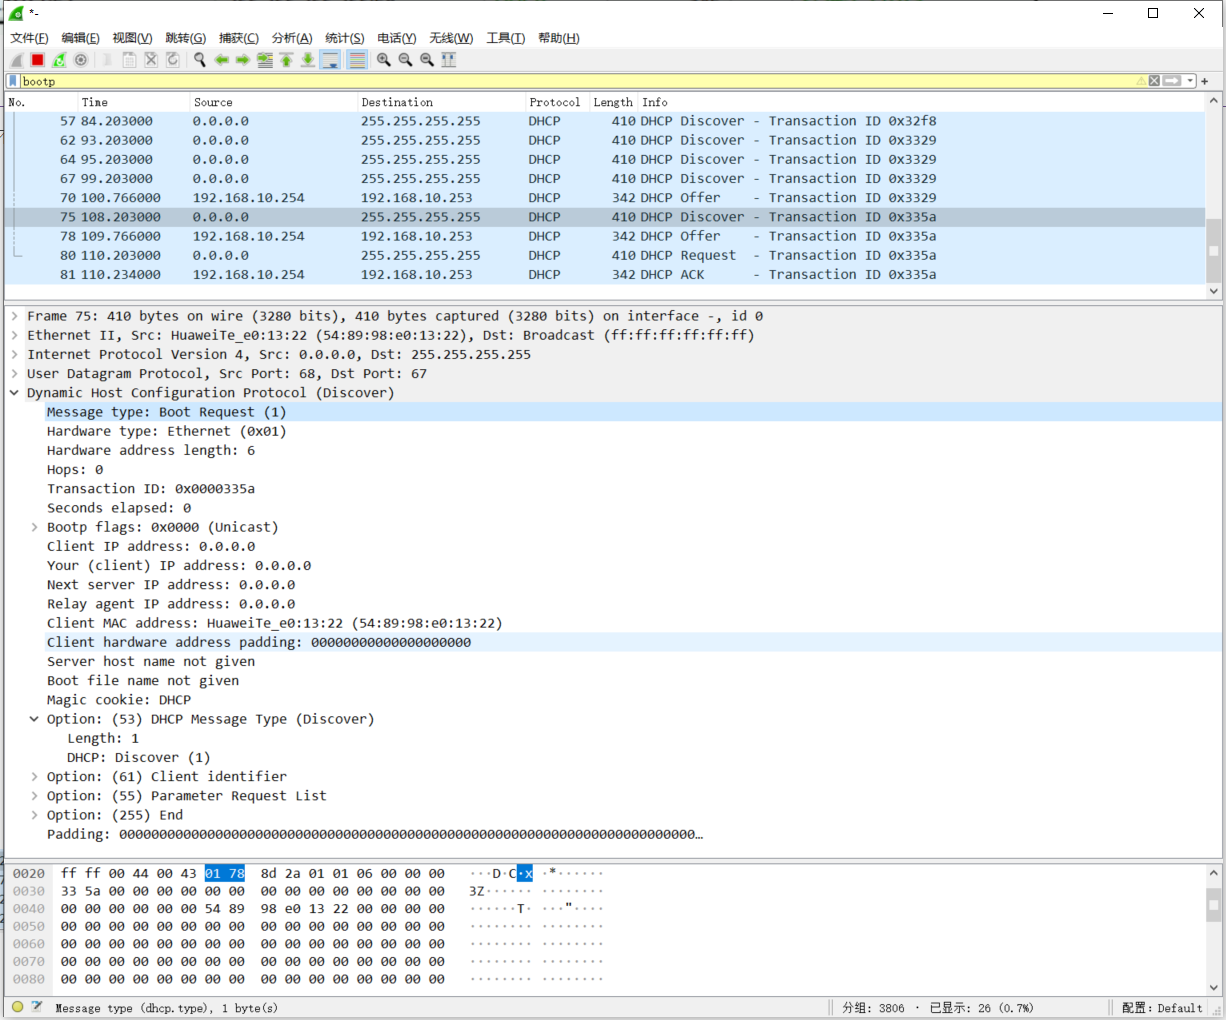 *-
文件(F) 编辑(E) 视图(V) 跳转(G) 捕获(C) 分析(A) 统计(S) 电话(Y) 无线(W) 工具(T) 帮助(H)
bootp
No. Time Source Destination Protocol Length Info
57 84.203000 0.0.0.0 255.255.255.255 DHCP 410 DHCP Discover - Transaction ID 0x32f8
62 93.203000 0.0.0.0 255.255.255.255 DHCP 410 DHCP Discover - Transaction ID 0x3329
64 95.203000 0.0.0.0 255.255.255.255 DHCP 410 DHCP Discover - Transaction ID 0x3329
67 99.203000 0.0.0.0 255.255.255.255 DHCP 410 DHCP Discover - Transaction ID 0x3329
70 100.766000 192.168.10.254 192.168.10.253 DHCP 342 DHCP Offer - Transaction ID 0x3329
75 108.203000 0.0.0.0 255.255.255.255 DHCP 410 DHCP Discover - Transaction ID 0x335a
78 109.766000 192.168.10.254 192.168.10.253 DHCP 342 DHCP Offer - Transaction ID 0x335a
80 110.203000 0.0.0.0 255.255.255.255 DHCP 410 DHCP Request - Transaction ID 0x335a
81 110.234000 192.168.10.254 192.168.10.253 DHCP 342 DHCP ACK - Transaction ID 0x335a
Frame 75: 410 bytes on wire (3280 bits), 410 bytes captured (3280 bits) on interface -, id 0
Ethernet II, Src: HuaweiTe_e0:13:22 (54:89:98:e0:13:22), Dst: Broadcast (ff:ff:ff:ff:ff:ff)
Internet Protocol Version 4, Src: 0.0.0.0, Dst: 255.255.255.255
User Datagram Protocol, Src Port: 68, Dst Port: 67
Dynamic Host Configuration Protocol (Discover)
Message type: Boot Request (1)
Hardware type: Ethernet (0x01)
Hardware address length: 6
Hops: 0
Transaction ID: 0x0000335a
Seconds elapsed: 0
Bootp flags: 0x0000 (Unicast)
Client IP address: 0.0.0.0
Your (client) IP address: 0.0.0.0
Next server IP address: 0.0.0.0
Relay agent IP address: 0.0.0.0
Client MAC address: HuaweiTe_e0:13:22 (54:89:98:e0:13:22)
Client hardware address padding: 00000000000000000000
Server host name not given
Boot file name not given
Magic cookie: DHCP
Option: (53) DHCP Message Type (Discover)
Length: 1
DHCP: Discover (1)
Option: (61) Client identifier
Option: (55) Parameter Request List
Option: (255) End
Padding: 000000000000000000000000000000000000000000000000000000000000000000000000…
0020 ff ff 00 44 00 43 01 78 8d 2a 01 01 06 00 00 00 ···D·C·x ·*······
0030 33 5a 00 00 00 00 00 00 00 00 00 00 00 00 00 00 3Z······ ········
0040 00 00 00 00 00 00 54 89 98 e0 13 22 00 00 00 00 ······T· ···"····
0050 00 00 00 00 00 00 00 00 00 00 00 00 00 00 00 00 ········ ········
0060 00 00 00 00 00 00 00 00 00 00 00 00 00 00 00 00 ········ ········
0070 00 00 00 00 00 00 00 00 00 00 00 00 00 00 00 00 ········ ········
0080 00 00 00 00 00 00 00 00 00 00 00 00 00 00 00 00 ········ ········
Message type (dhcp.type), 1 byte(s) 分组: 3806 · 已显示: 26 (0.7%) 配置: Default